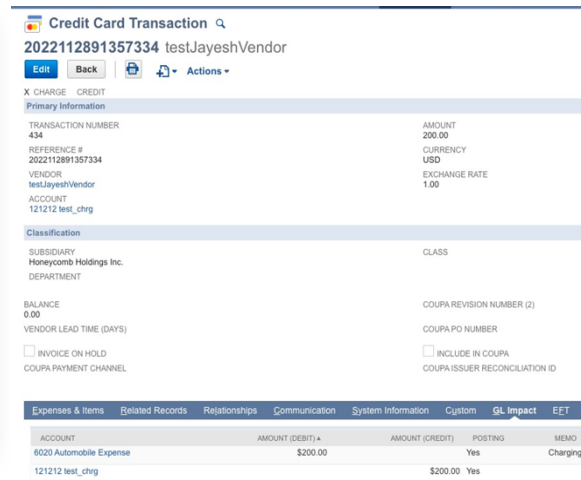 Credit Card Transaction
2022112891357334 testJayeshVendor
Edit Back Actions
X CHARGE CREDIT
Primary Information
TRANSACTION NUMBER
434
REFERENCE #
2022112891357334
VENDOR
testJayeshVendor
ACCOUNT
121212 test_chrg
AMOUNT
200.00
CURRENCY
USD
EXCHANGE RATE
1.00
Classification
SUBSIDIARY
Honeycomb Holdings Inc.
DEPARTMENT
CLASS
BALANCE
0.00
VENDOR LEAD TIME (DAYS)
INVOICE ON HOLD
COUPA PAYMENT CHANNEL
COUPA REVISION NUMBER (2)
COUPA PO NUMBER
INCLUDE IN COUPA
COUPA ISSUER RECONCILIATION ID
Expenses & Items Related Records Relationships Communication System Information Custom GL Impact EFT
ACCOUNT AMOUNT (DEBIT) AMOUNT (CREDIT) POSTING MEMO
6020 Automobile Expense $200.00 Yes Charging
121212 test_chrg $200.00 Yes